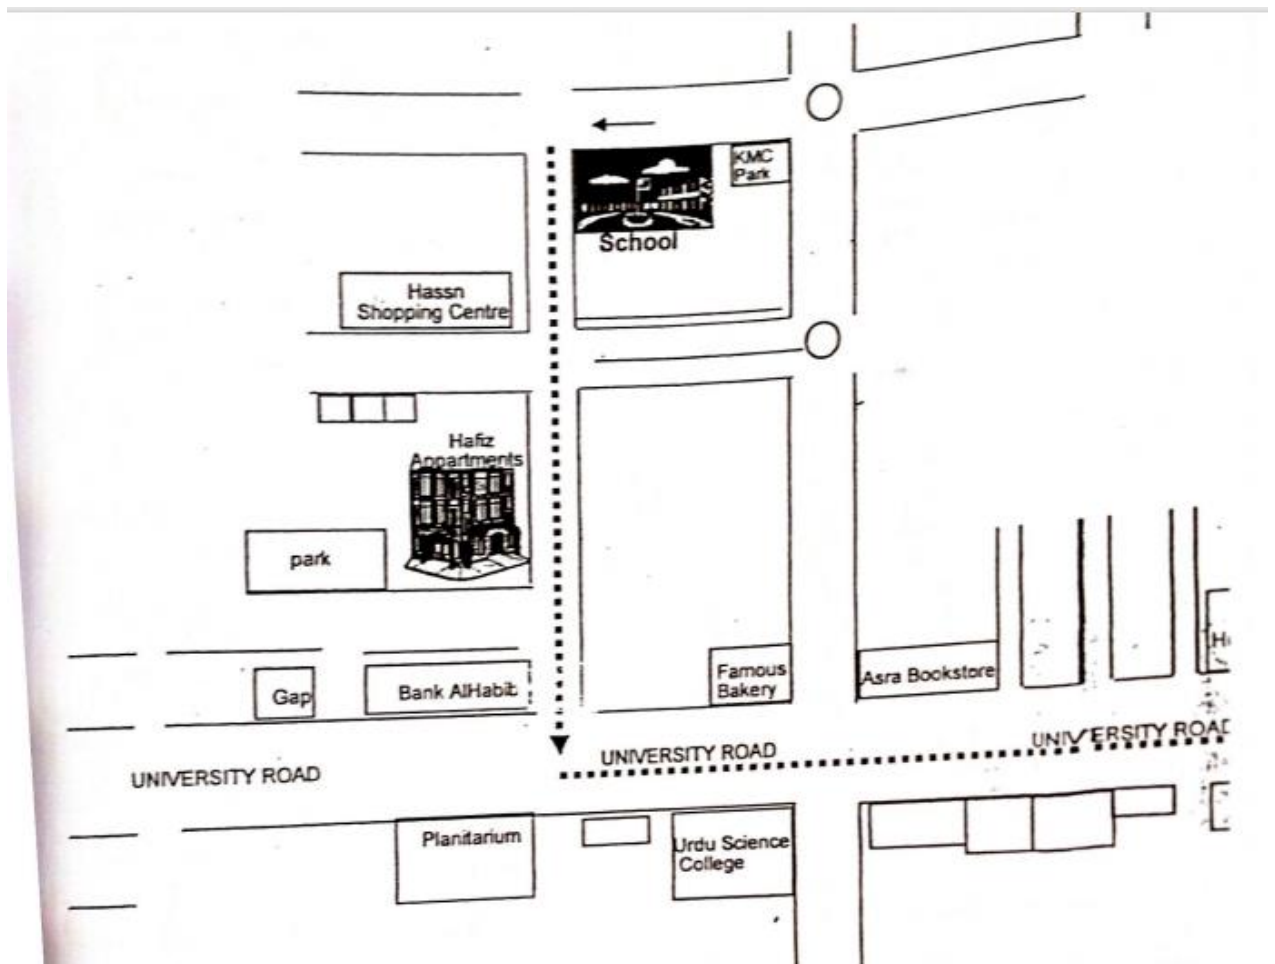 KMC
Park
School
Hassn
Shopping Centre
Hafiz
Appartments
park
Gap
Bank AlHabib
Famous
Bakery
Asra Bookstore
UNIVERSITY ROAD
UNIVERSITY ROAD
UNIVERSITY ROAD
Planitarium
Urdu Science
College